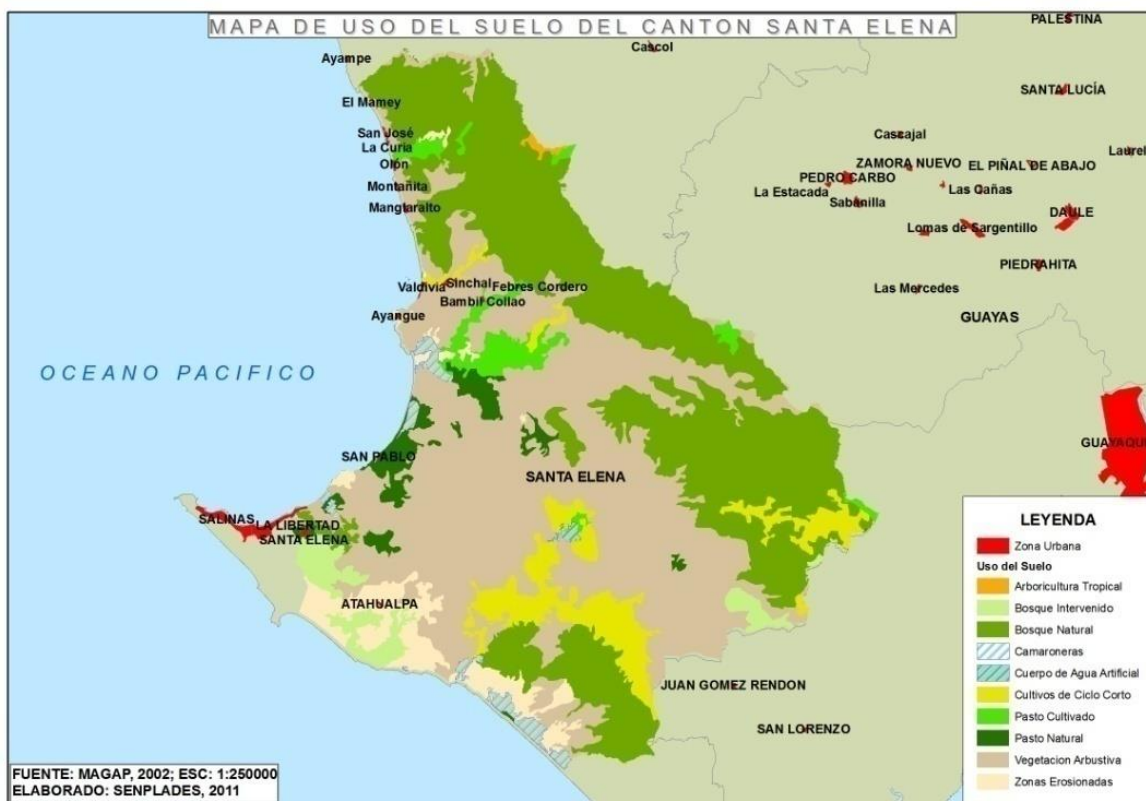 MAPA DE USO DEL SUELO DEL CANTON SANTA ELENA
PALESTINA
Cascol
Ayampe
SANTA LUCÍA
El Mamey
San José
Cascajal
La Curia
Laurel
Olón
ZAMORA NUEVO
EL PIÑAL DE ABAJO
PEDRO CARBO
Montañita
La Estacada
Las Cañas
Sabanilla
Manglaralto
DAULE
Lomas de Sargentillo
PIEDRAHITA
Valdivia
Sinchal
Febres Cordero
Las Mercedes
Bambil Collao
Ayangue
GUAYAS
OCEANO PACIFICO
GUAYAQU
SAN PABLO
SANTA ELENA
SALINAS
LA LIBERTAD
SANTA ELENA
ATAHUALPA
JUAN GOMEZ RENDON
SAN LORENZO
LEYENDA
Zona Urbana
Uso del Suelo
Arboricultura Tropical
Bosque Intervenido
Bosque Natural
Camaroneras
Cuerpo de Agua Artificial
Cultivos de Ciclo Corto
Pasto Cultivado
Pasto Natural
Vegetacion Arbustiva
Zonas Erosionadas
FUENTE: MAGAP, 2002; ESC: 1:250000
ELABORADO: SENPLADES, 2011